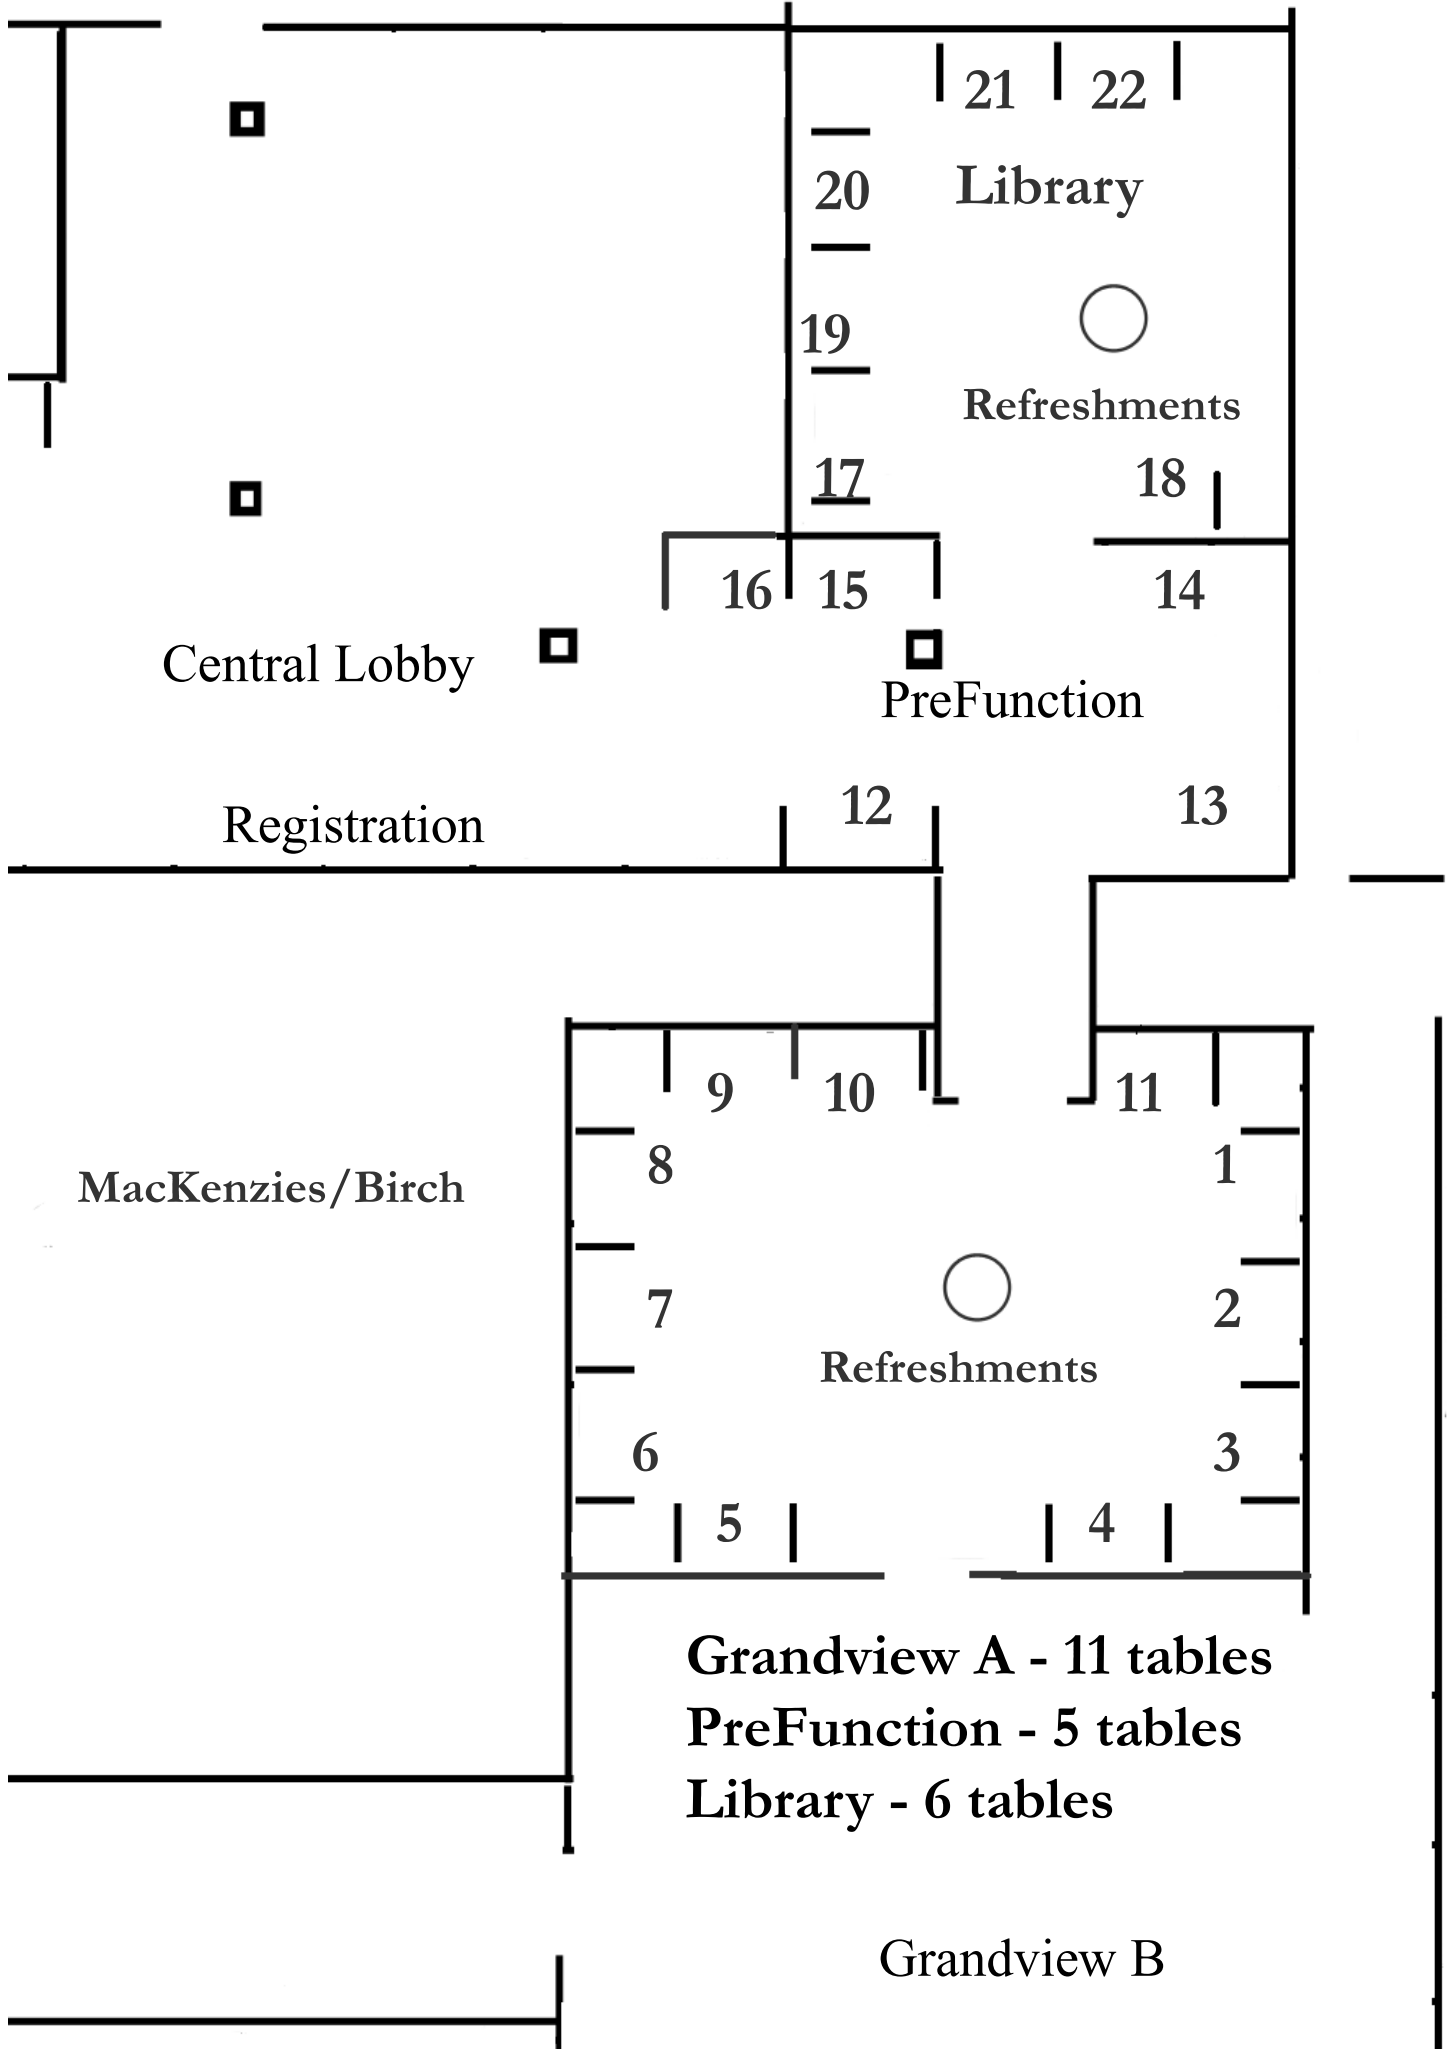 21 22
20 Library
19
Refreshments
17 18
16 15 14
Central Lobby
PreFunction
12 13
Registration
9 10 11
8 1
MacKenzies/Birch
7 2
Refreshments
6 3
5 4
Grandview A - 11 tables
PreFunction - 5 tables
Library - 6 tables
Grandview B